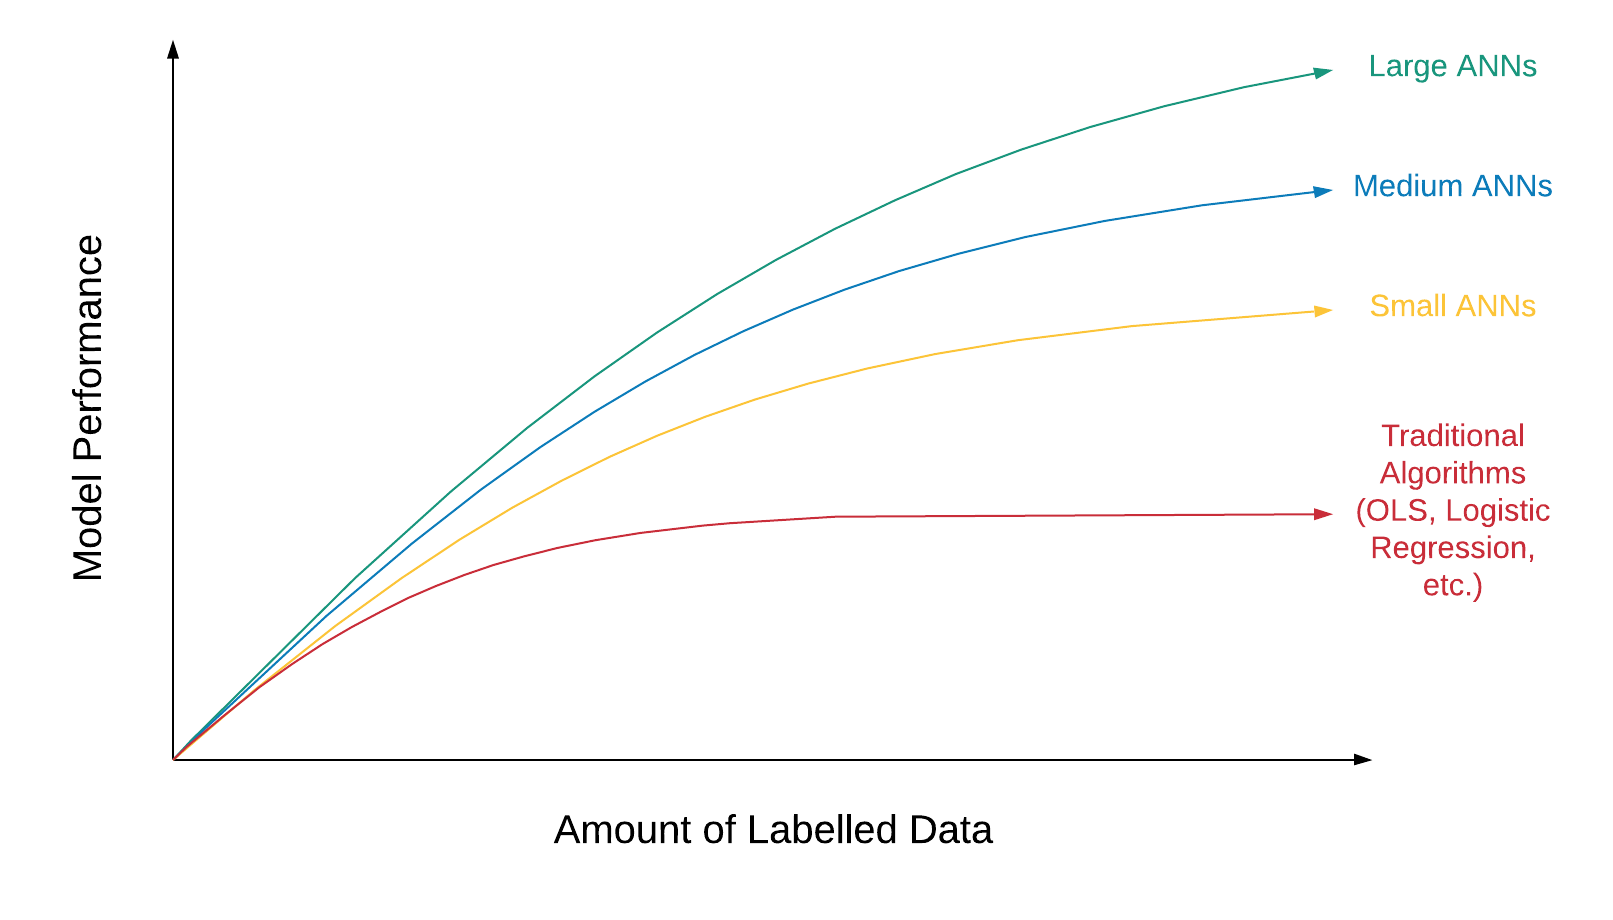 Large ANNs
Medium ANNs
Small ANNs
Traditional
Algorithms
(OLS, Logistic
Regression,
etc.)
Model Performance
Amount of Labelled Data